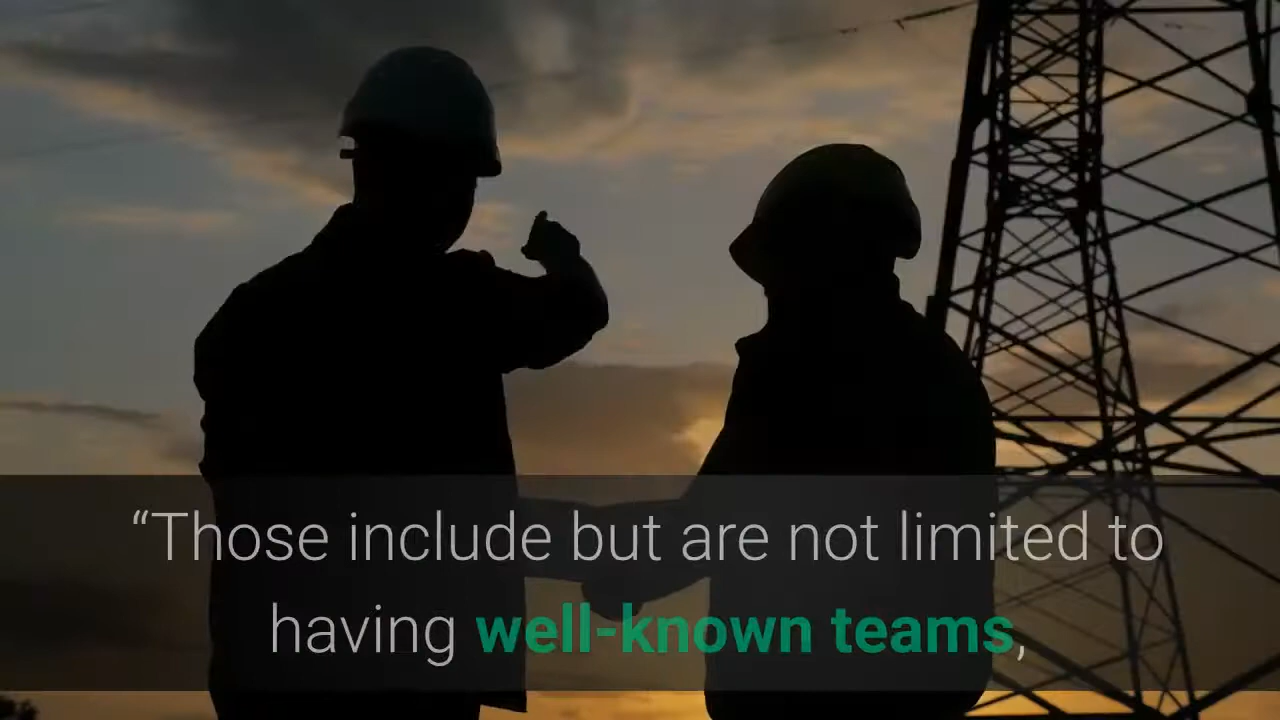 “Those include but are not limited to
having well-known teams,